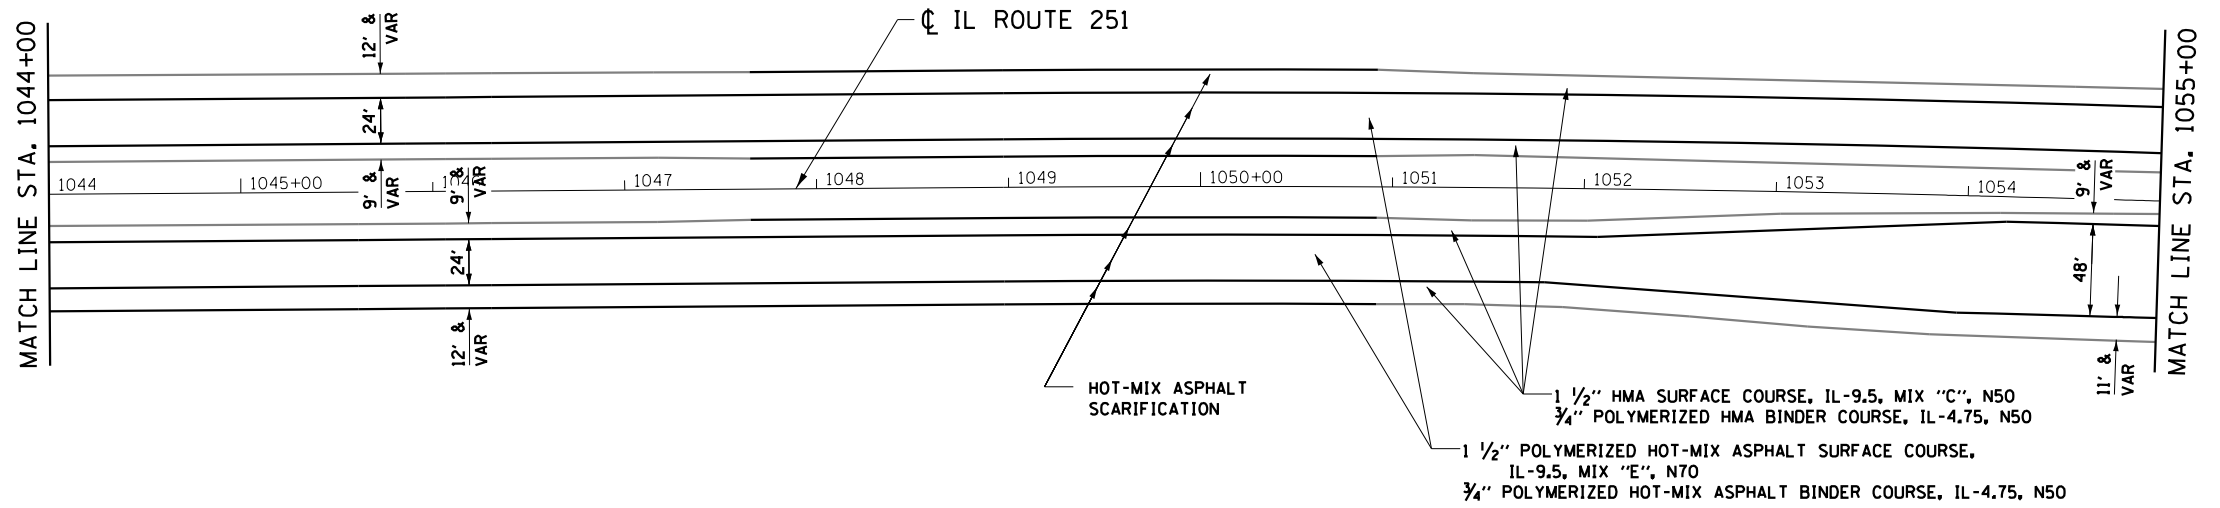 ℄ IL ROUTE 251
MATCH LINE STA. 1044+00
12' &
VAR
24'
9' &
VAR
9' &
VAR
24'
12' &
VAR
1044
1045+00
1047
1048
1049
1050+00
1051
1052
1053
1054
9' &
VAR
48'
11' &
VAR
MATCH LINE STA. 1055+00
HOT-MIX ASPHALT
SCARIFICATION
1 1/2" HMA SURFACE COURSE, IL-9.5, MIX "C", N50
3/4" POLYMERIZED HMA BINDER COURSE, IL-4.75, N50
1 1/2" POLYMERIZED HOT-MIX ASPHALT SURFACE COURSE,
IL-9.5, MIX "E", N70
3/4" POLYMERIZED HOT-MIX ASPHALT BINDER COURSE, IL-4.75, N50